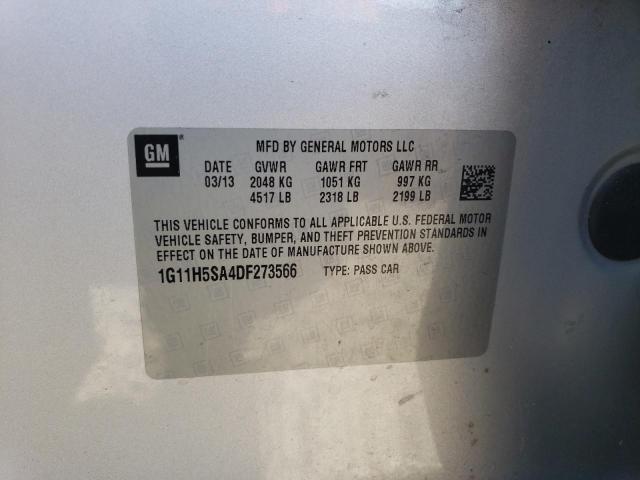 GM
MFD BY GENERAL MOTORS LLC
DATE GVWR GAWR FRT GAWR RR
03/13 2048 KG 1051 KG 997 KG
4517 LB 2318 LB 2199 LB
THIS VEHICLE CONFORMS TO ALL APPLICABLE U.S. FEDERAL MOTOR
VEHICLE SAFETY, BUMPER, AND THEFT PREVENTION STANDARDS IN
EFFECT ON THE DATE OF MANUFACTURE SHOWN ABOVE.
1G11H5SA4DF273566 TYPE: PASS CAR